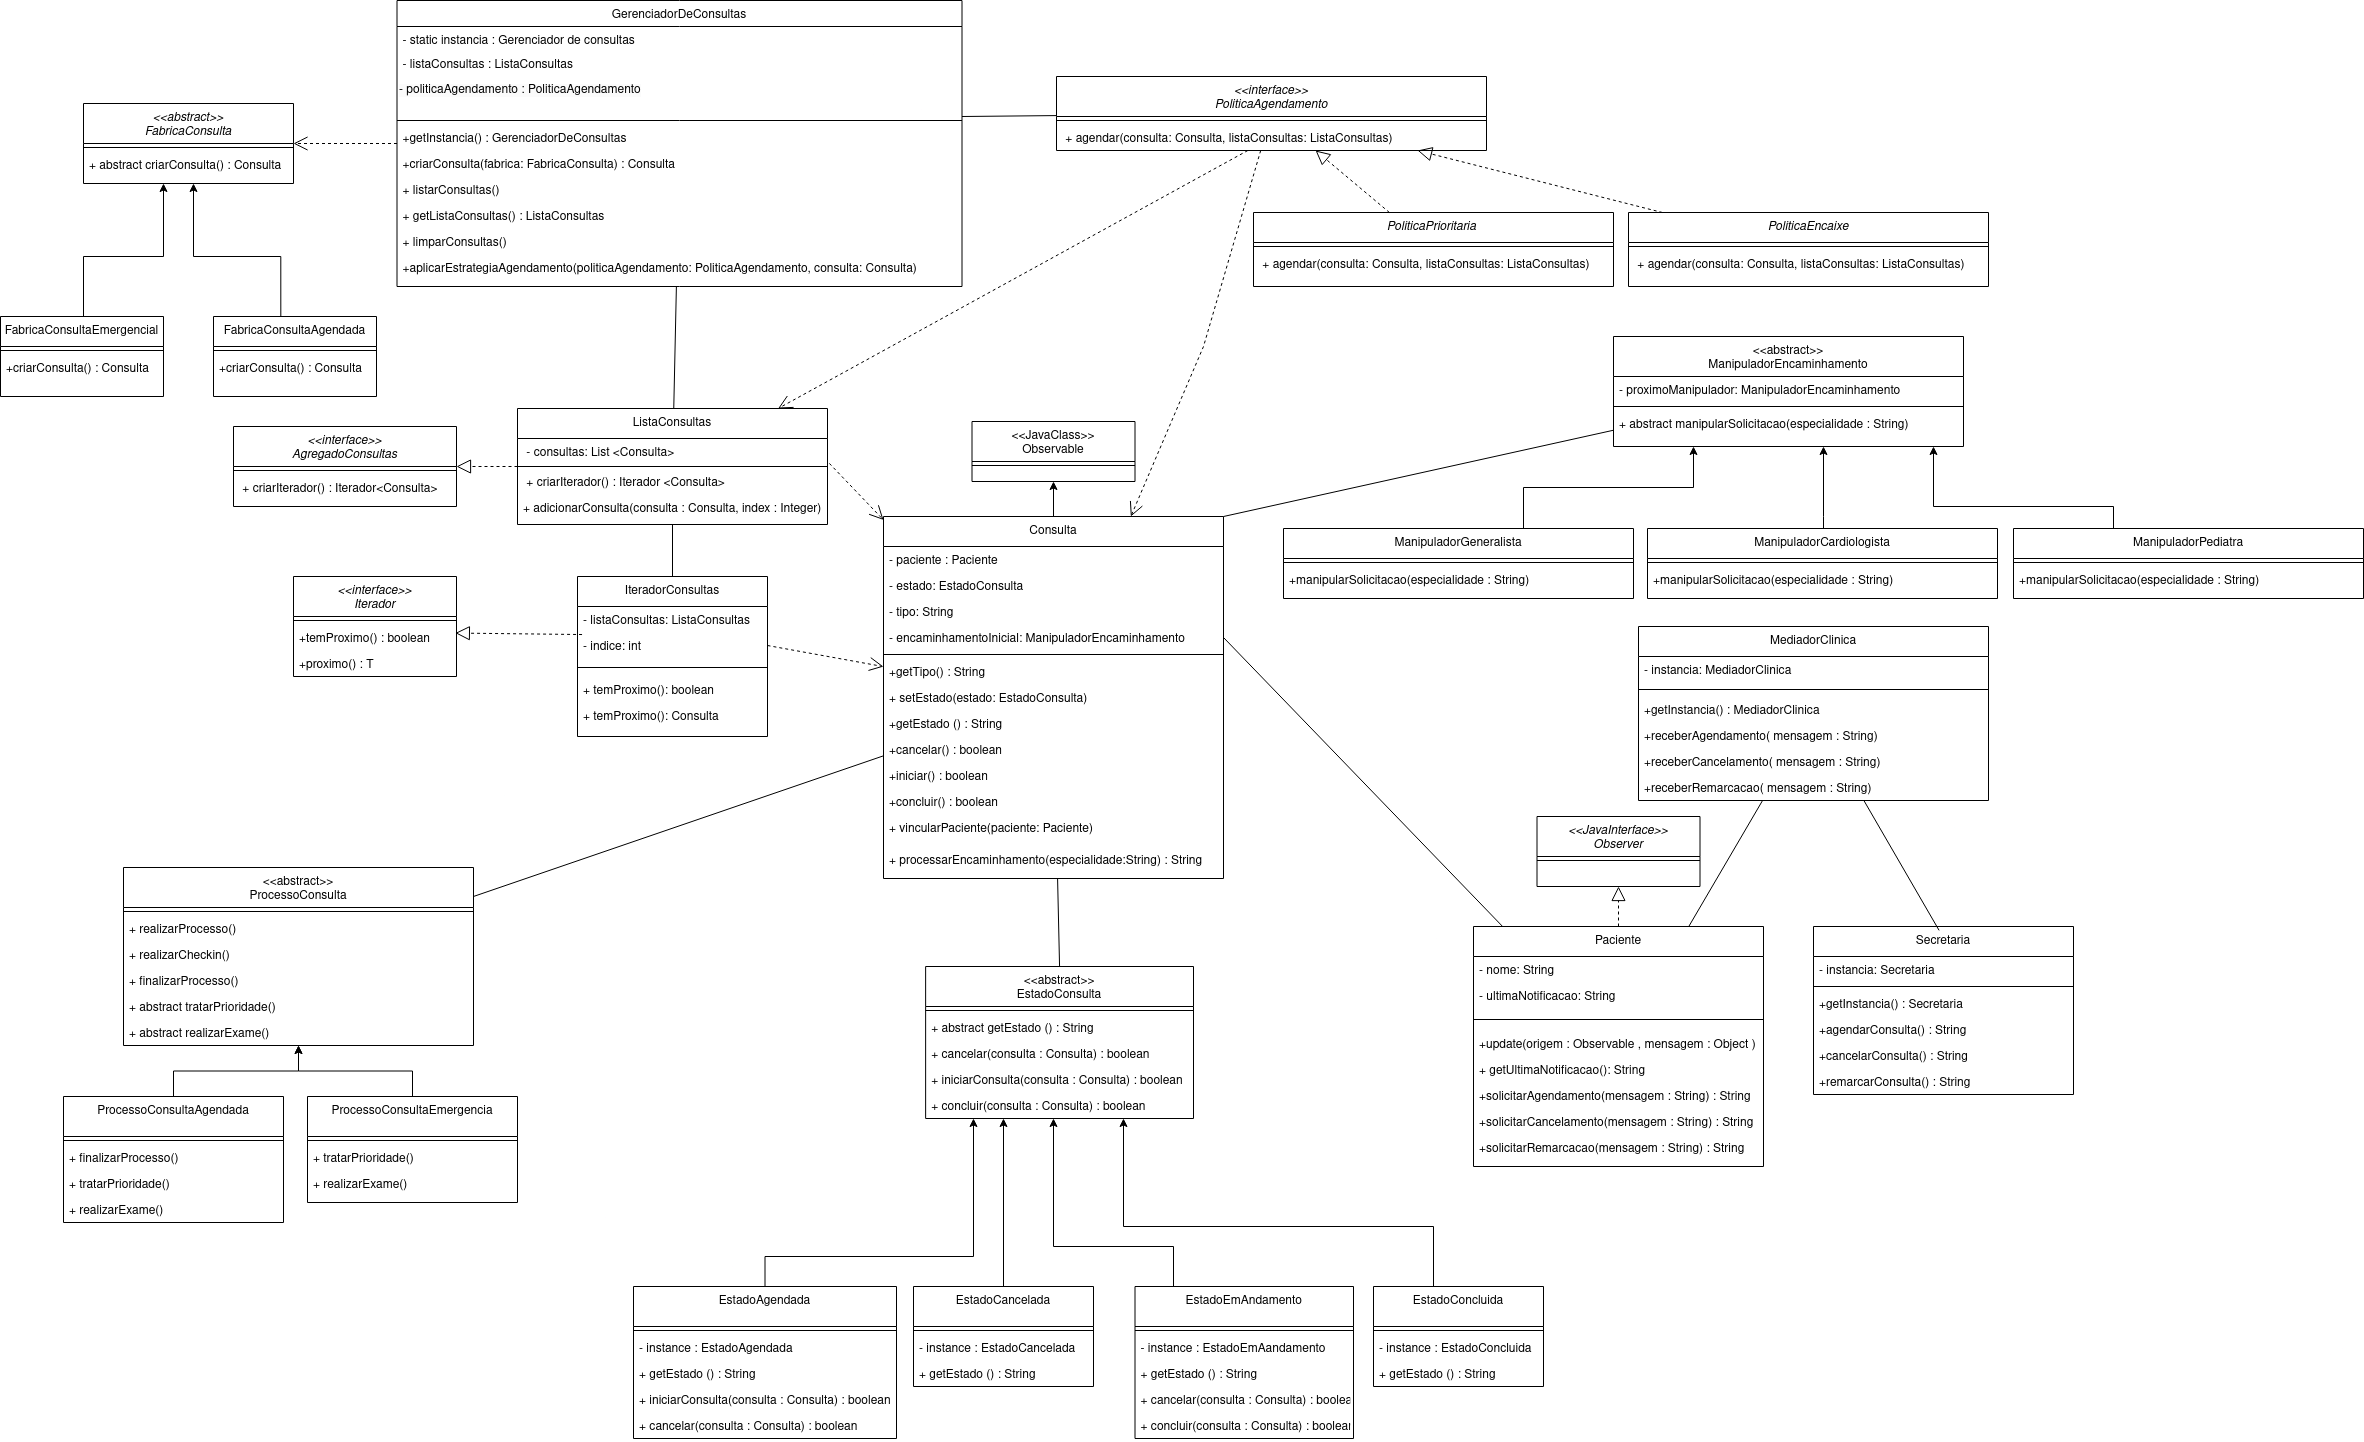 GerenciadorDeConsultas
- static instancia : Gerenciador de consultas
- listaConsultas : ListaConsultas
- politicaAgendamento : PoliticaAgendamento
+getInstancia() : GerenciadorDeConsultas
+criarConsulta(fabrica: FabricaConsulta) : Consulta
+ listarConsultas()
+ getListaConsultas() : ListaConsultas
+ limparConsultas()
+aplicarEstrategiaAgendamento(politicaAgendamento: PoliticaAgendamento, consulta: Consulta)
<<abstract>>
FabricaConsulta
+ abstract criarConsulta() : Consulta
<<interface>>
PoliticaAgendamento
+ agendar(consulta: Consulta, listaConsultas: ListaConsultas)
PoliticaPrioritaria
+ agendar(consulta: Consulta, listaConsultas: ListaConsultas)
PoliticaEncaixe
+ agendar(consulta: Consulta, listaConsultas: ListaConsultas)
FabricaConsultaEmergencial
+criarConsulta() : Consulta
FabricaConsultaAgendada
+criarConsulta() : Consulta
<<abstract>>
ManipuladorEncaminhamento
- proximoManipulador: ManipuladorEncaminhamento
+ abstract manipularSolicitacao(especialidade : String)
<<interface>>
AgregadoConsultas
+ criarIterador() : Iterador<Consulta>
ListaConsultas
- consultas: List <Consulta>
+ criarIterador() : Iterador <Consulta>
+ adicionarConsulta(consulta : Consulta, index : Integer)
<<JavaClass>>
Observable
ManipuladorGeneralista
+manipularSolicitacao(especialidade : String)
ManipuladorCardiologista
+manipularSolicitacao(especialidade : String)
ManipuladorPediatra
+manipularSolicitacao(especialidade : String)
<<interface>>
Iterador
+temProximo() : boolean
+proximo() : T
IteradorConsultas
- listaConsultas: ListaConsultas
- indice: int
+ temProximo(): boolean
+ temProximo(): Consulta
Consulta
- paciente : Paciente
- estado: EstadoConsulta
- tipo: String
- encaminhamentoInicial: ManipuladorEncaminhamento
+getTipo() : String
+ setEstado(estado: EstadoConsulta)
+getEstado () : String
+cancelar() : boolean
+iniciar() : boolean
+concluir() : boolean
+ vincularPaciente(paciente: Paciente)
+ processarEncaminhamento(especialidade:String) : String
MediadorClinica
- instancia: MediadorClinica
+getInstancia() : MediadorClinica
+receberAgendamento( mensagem : String)
+receberCancelamento( mensagem : String)
+receberRemarcacao( mensagem : String)
<<JavaInterface>>
Observer
<<abstract>>
ProcessoConsulta
+ realizarProcesso()
+ realizarCheckin()
+ finalizarProcesso()
+ abstract tratarPrioridade()
+ abstract realizarExame()
Paciente
- nome: String
- ultimaNotificacao: String
+update(origem : Observable , mensagem : Object )
+ getUltimaNotificacao(): String
+solicitarAgendamento(mensagem : String) : String
+solicitarCancelamento(mensagem : String) : String
+solicitarRemarcacao(mensagem : String) : String
Secretaria
- instancia: Secretaria
+getInstancia() : Secretaria
+agendarConsulta() : String
+cancelarConsulta() : String
+remarcarConsulta() : String
<<abstract>>
EstadoConsulta
+ abstract getEstado () : String
+ cancelar(consulta : Consulta) : boolean
+ iniciarConsulta(consulta : Consulta) : boolean
+ concluir(consulta : Consulta) : boolean
ProcessoConsultaAgendada
+ finalizarProcesso()
+ tratarPrioridade()
+ realizarExame()
ProcessoConsultaEmergencia
+ tratarPrioridade()
+ realizarExame()
EstadoAgendada
- instance : EstadoAgendada
+ getEstado () : String
+ iniciarConsulta(consulta : Consulta) : boolean
+ cancelar(consulta : Consulta) : boolean
EstadoCancelada
- instance : EstadoCancelada
+ getEstado () : String
EstadoEmAndamento
- instance : EstadoEmAandamento
+ getEstado () : String
+ cancelar(consulta : Consulta) : boolea
+ concluir(consulta : Consulta) : boolea
EstadoConcluida
- instance : EstadoConcluida
+ getEstado () : String